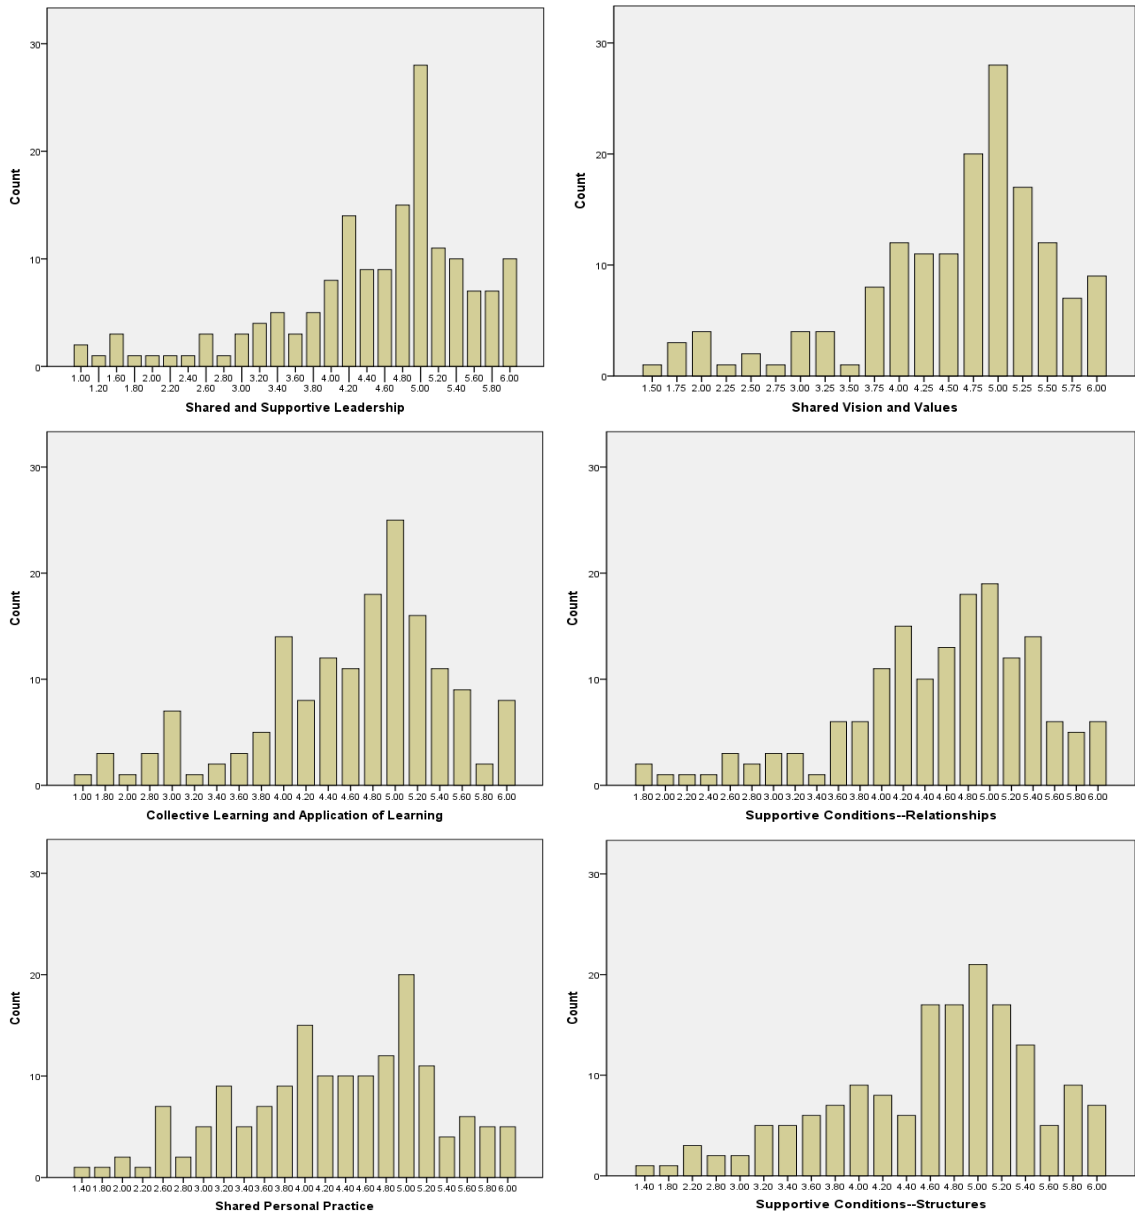 30
20
10
0
Count
1.00 1.60 2.00 2.40 2.80 3.20 3.60 4.00 4.40 4.80 5.20 5.60 6.00
1.20 1.80 2.20 2.60 3.00 3.40 3.80 4.20 4.60 5.00 5.40 5.80
Shared and Supportive Leadership
30
20
10
0
Count
1.50 1.75 2.00 2.25 2.50 2.75 3.00 3.25 3.50 3.75 4.00 4.25 4.50 4.75 5.00 5.25 5.50 5.75 6.00
Shared Vision and Values
30
20
10
0
Count
1.00 1.80 2.00 2.80 3.00 3.20 3.40 3.60 3.80 4.00 4.20 4.40 4.60 4.80 5.00 5.20 5.40 5.60 5.80 6.00
Collective Learning and Application of Learning
30
20
10
0
Count
1.80 2.00 2.20 2.40 2.60 2.80 3.00 3.20 3.40 3.60 3.80 4.00 4.20 4.40 4.60 4.80 5.00 5.20 5.40 5.60 5.80 6.00
Supportive Conditions--Relationships
30
20
10
0
Count
1.40 1.80 2.00 2.20 2.60 2.80 3.00 3.20 3.40 3.60 3.80 4.00 4.20 4.40 4.60 4.80 5.00 5.20 5.40 5.60 5.80 6.00
Shared Personal Practice
30
20
10
0
Count
1.40 1.80 2.20 2.80 3.00 3.20 3.40 3.60 3.80 4.00 4.20 4.40 4.60 4.80 5.00 5.20 5.40 5.60 5.80 6.00
Supportive Conditions--Structures